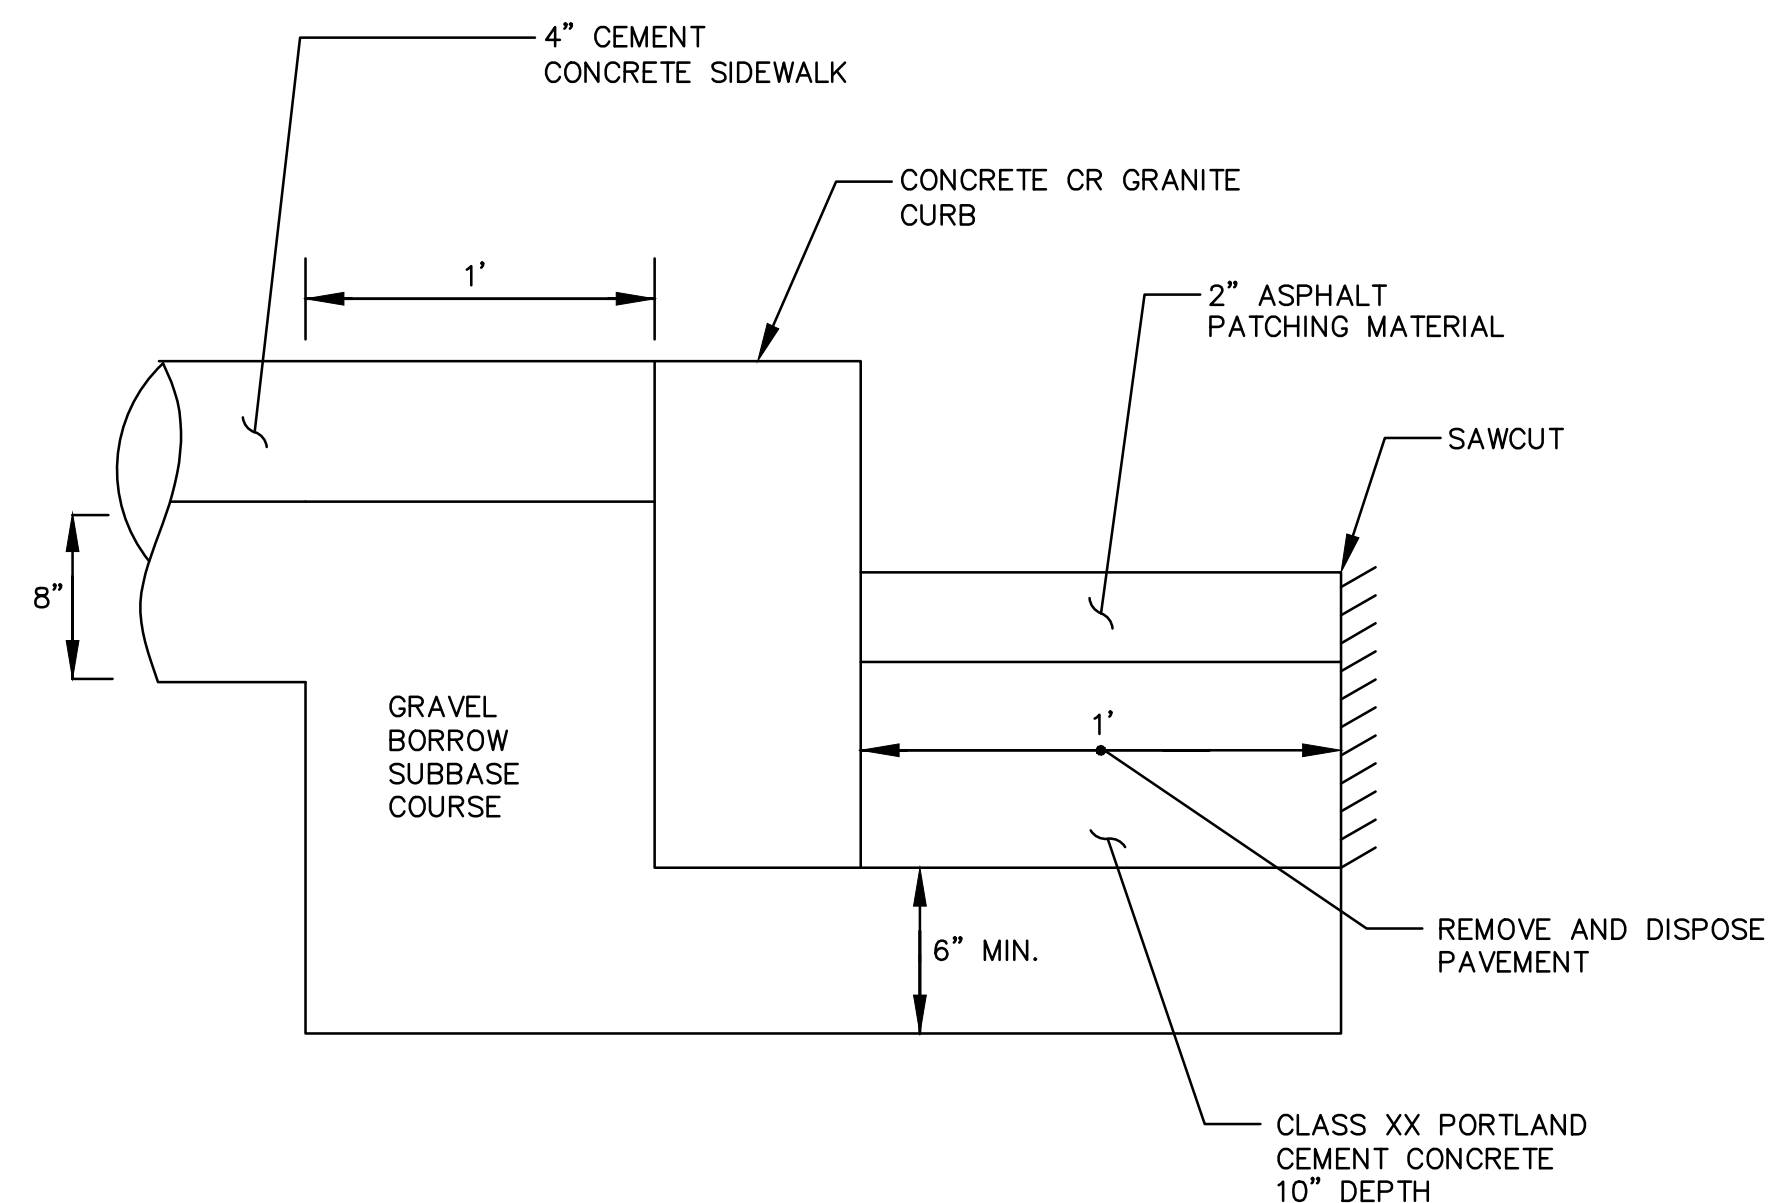 4” CEMENT
CONCRETE SIDEWALK
CONCRETE CR GRANITE
CURB
1’
2” ASPHALT
PATCHING MATERIAL
SAWCUT
8”
GRAVEL
BORROW
SUBBASE
COURSE
1’
6” MIN.
REMOVE AND DISPOSE
PAVEMENT
CLASS XX PORTLAND
CEMENT CONCRETE
10” DEPTH